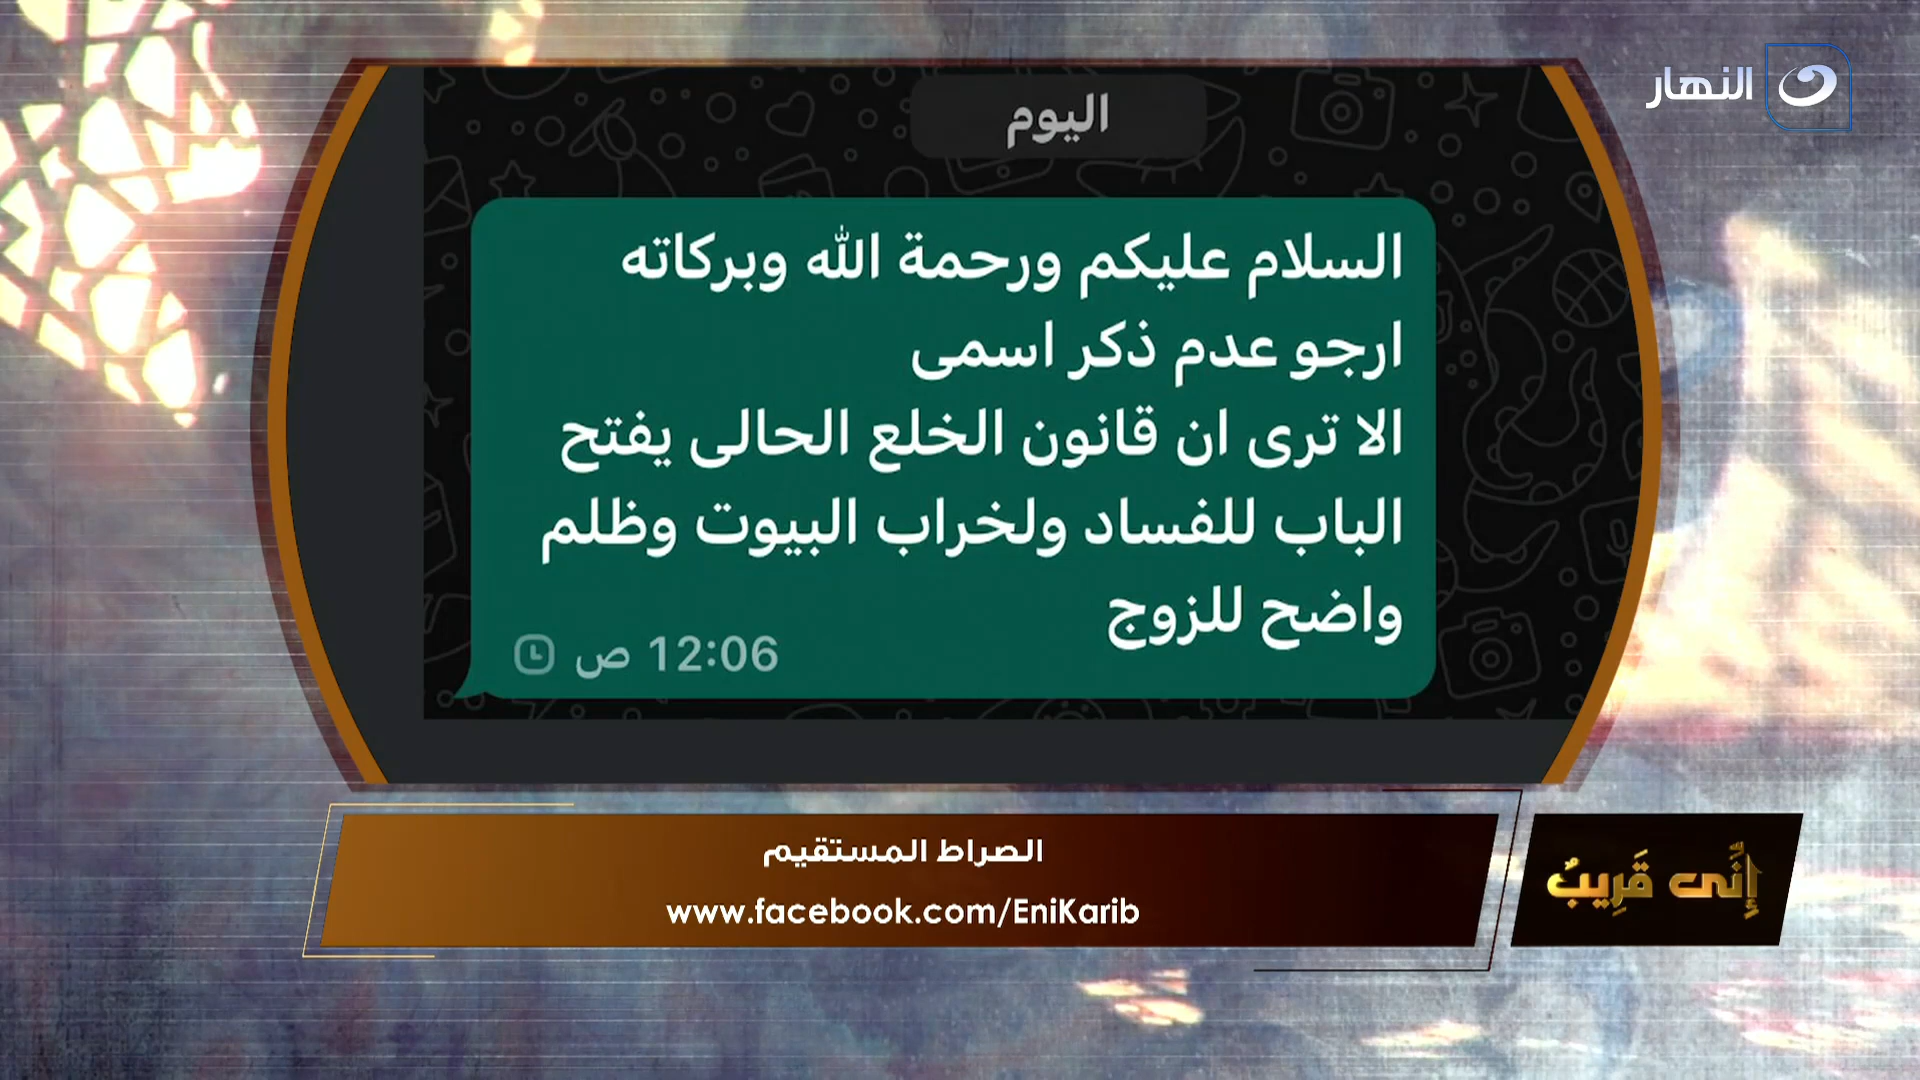 النهار
اليوم
السلام عليكم ورحمة الله وبركاته
ارجو عدم ذكر اسمى
الا ترى ان قانون الخلع الحالى يفتح
الباب للفساد ولخراب البيوت وظلم
واضح للزوج
12:06 ص
الصراط المستقيم
www.facebook.com/EniKarib
إِنِّى قَرِيبٌ